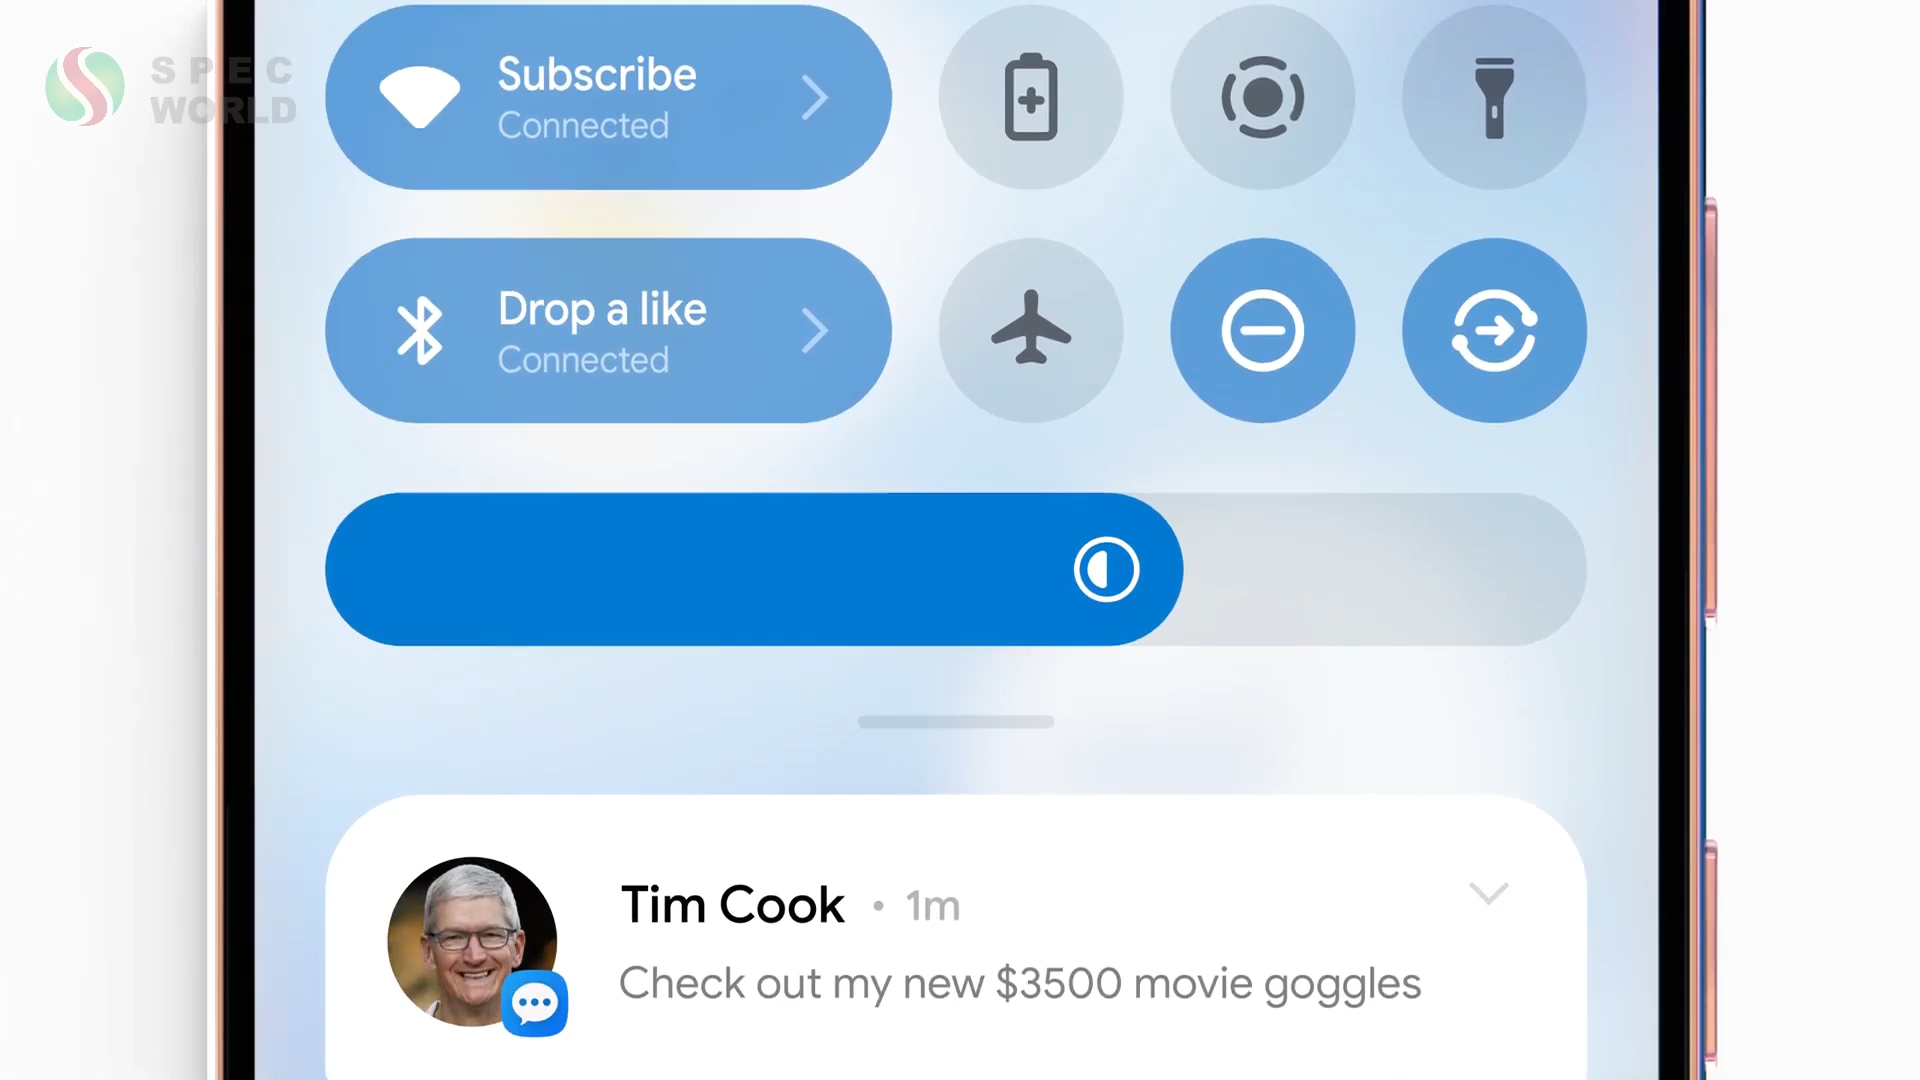 SPEC
WORLD
Subscribe
Connected
Drop a like
Connected
Tim Cook • 1m
Check out my new $3500 movie goggles